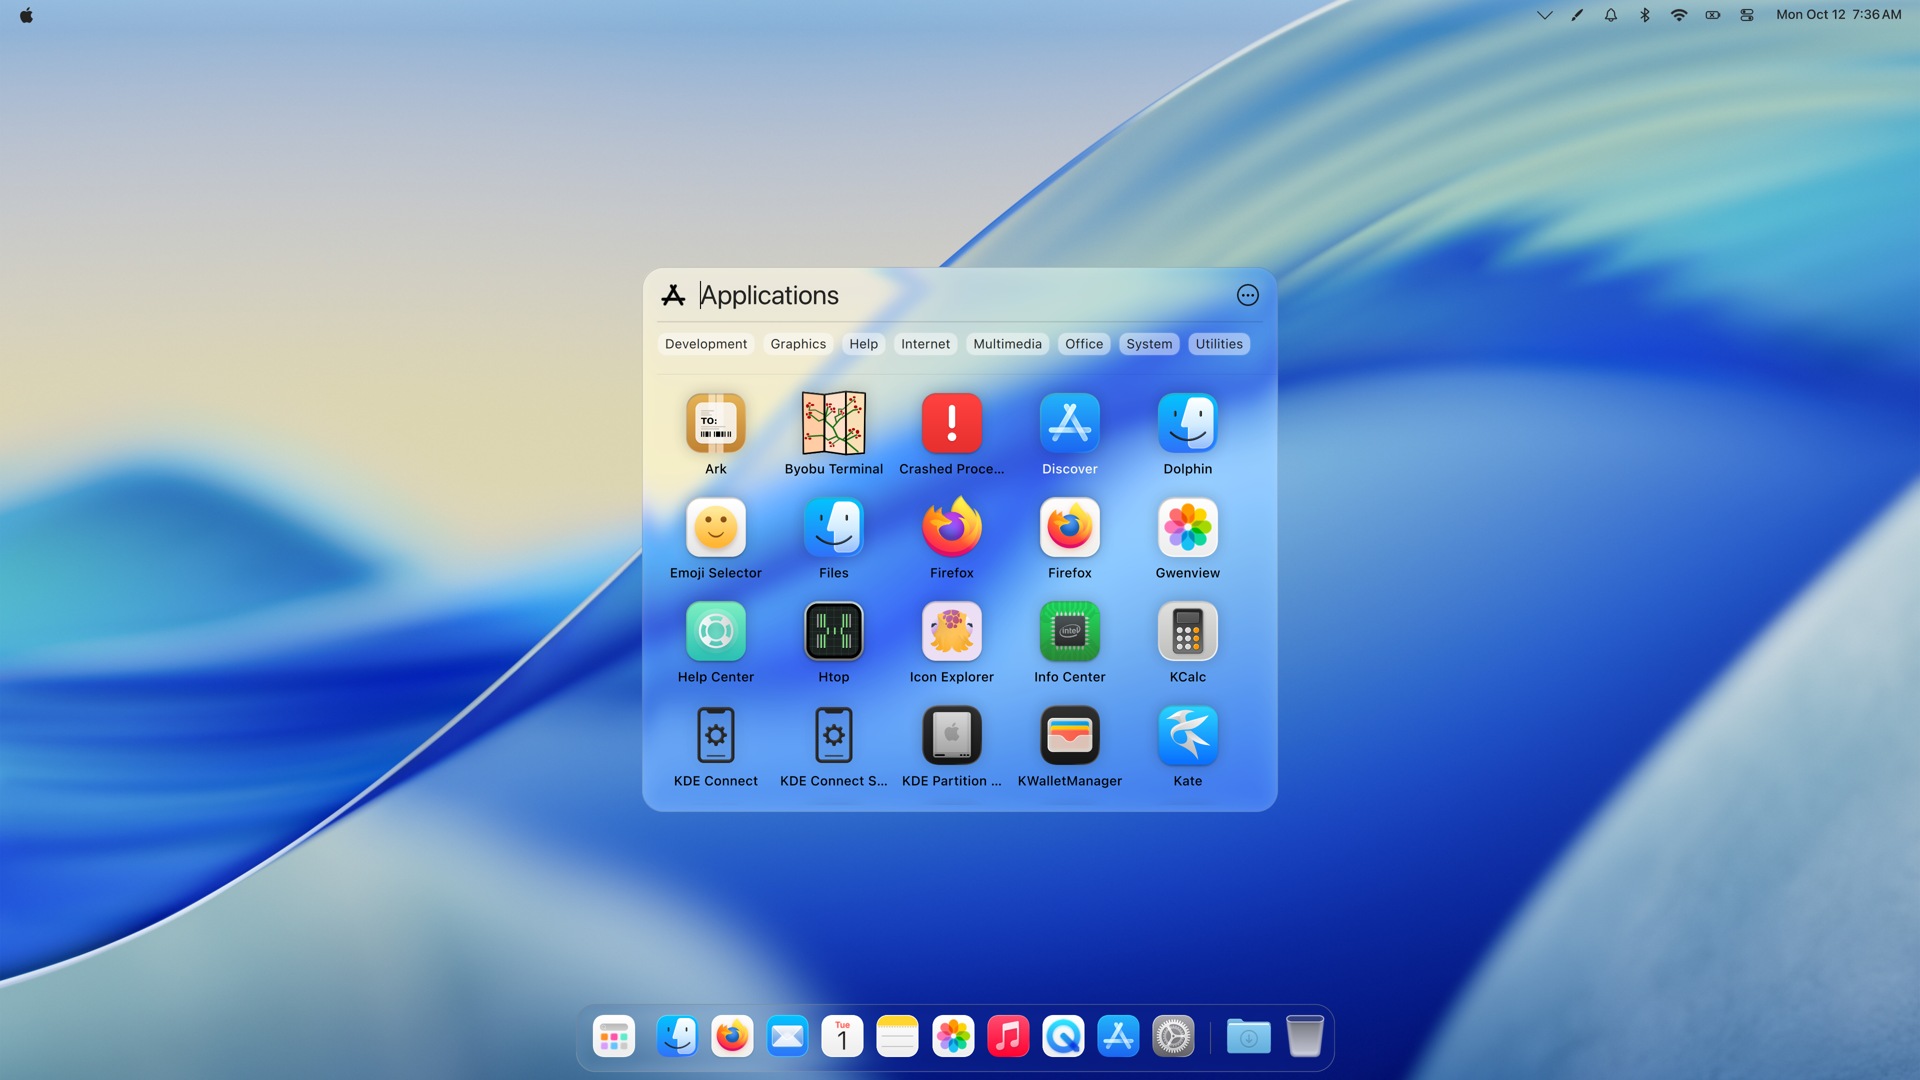 Mon Oct 12 7:36 AM
Applications
Development Graphics Help Internet Multimedia Office System Utilities
TO:
Ark Byobu Terminal Crashed Proce... Discover Dolphin
Emoji Selector Files Firefox Firefox Gwenview
intel
Help Center Htop Icon Explorer Info Center KCalc
KDE Connect KDE Connect S... KDE Partition ... KWalletManager Kate
Tue
1